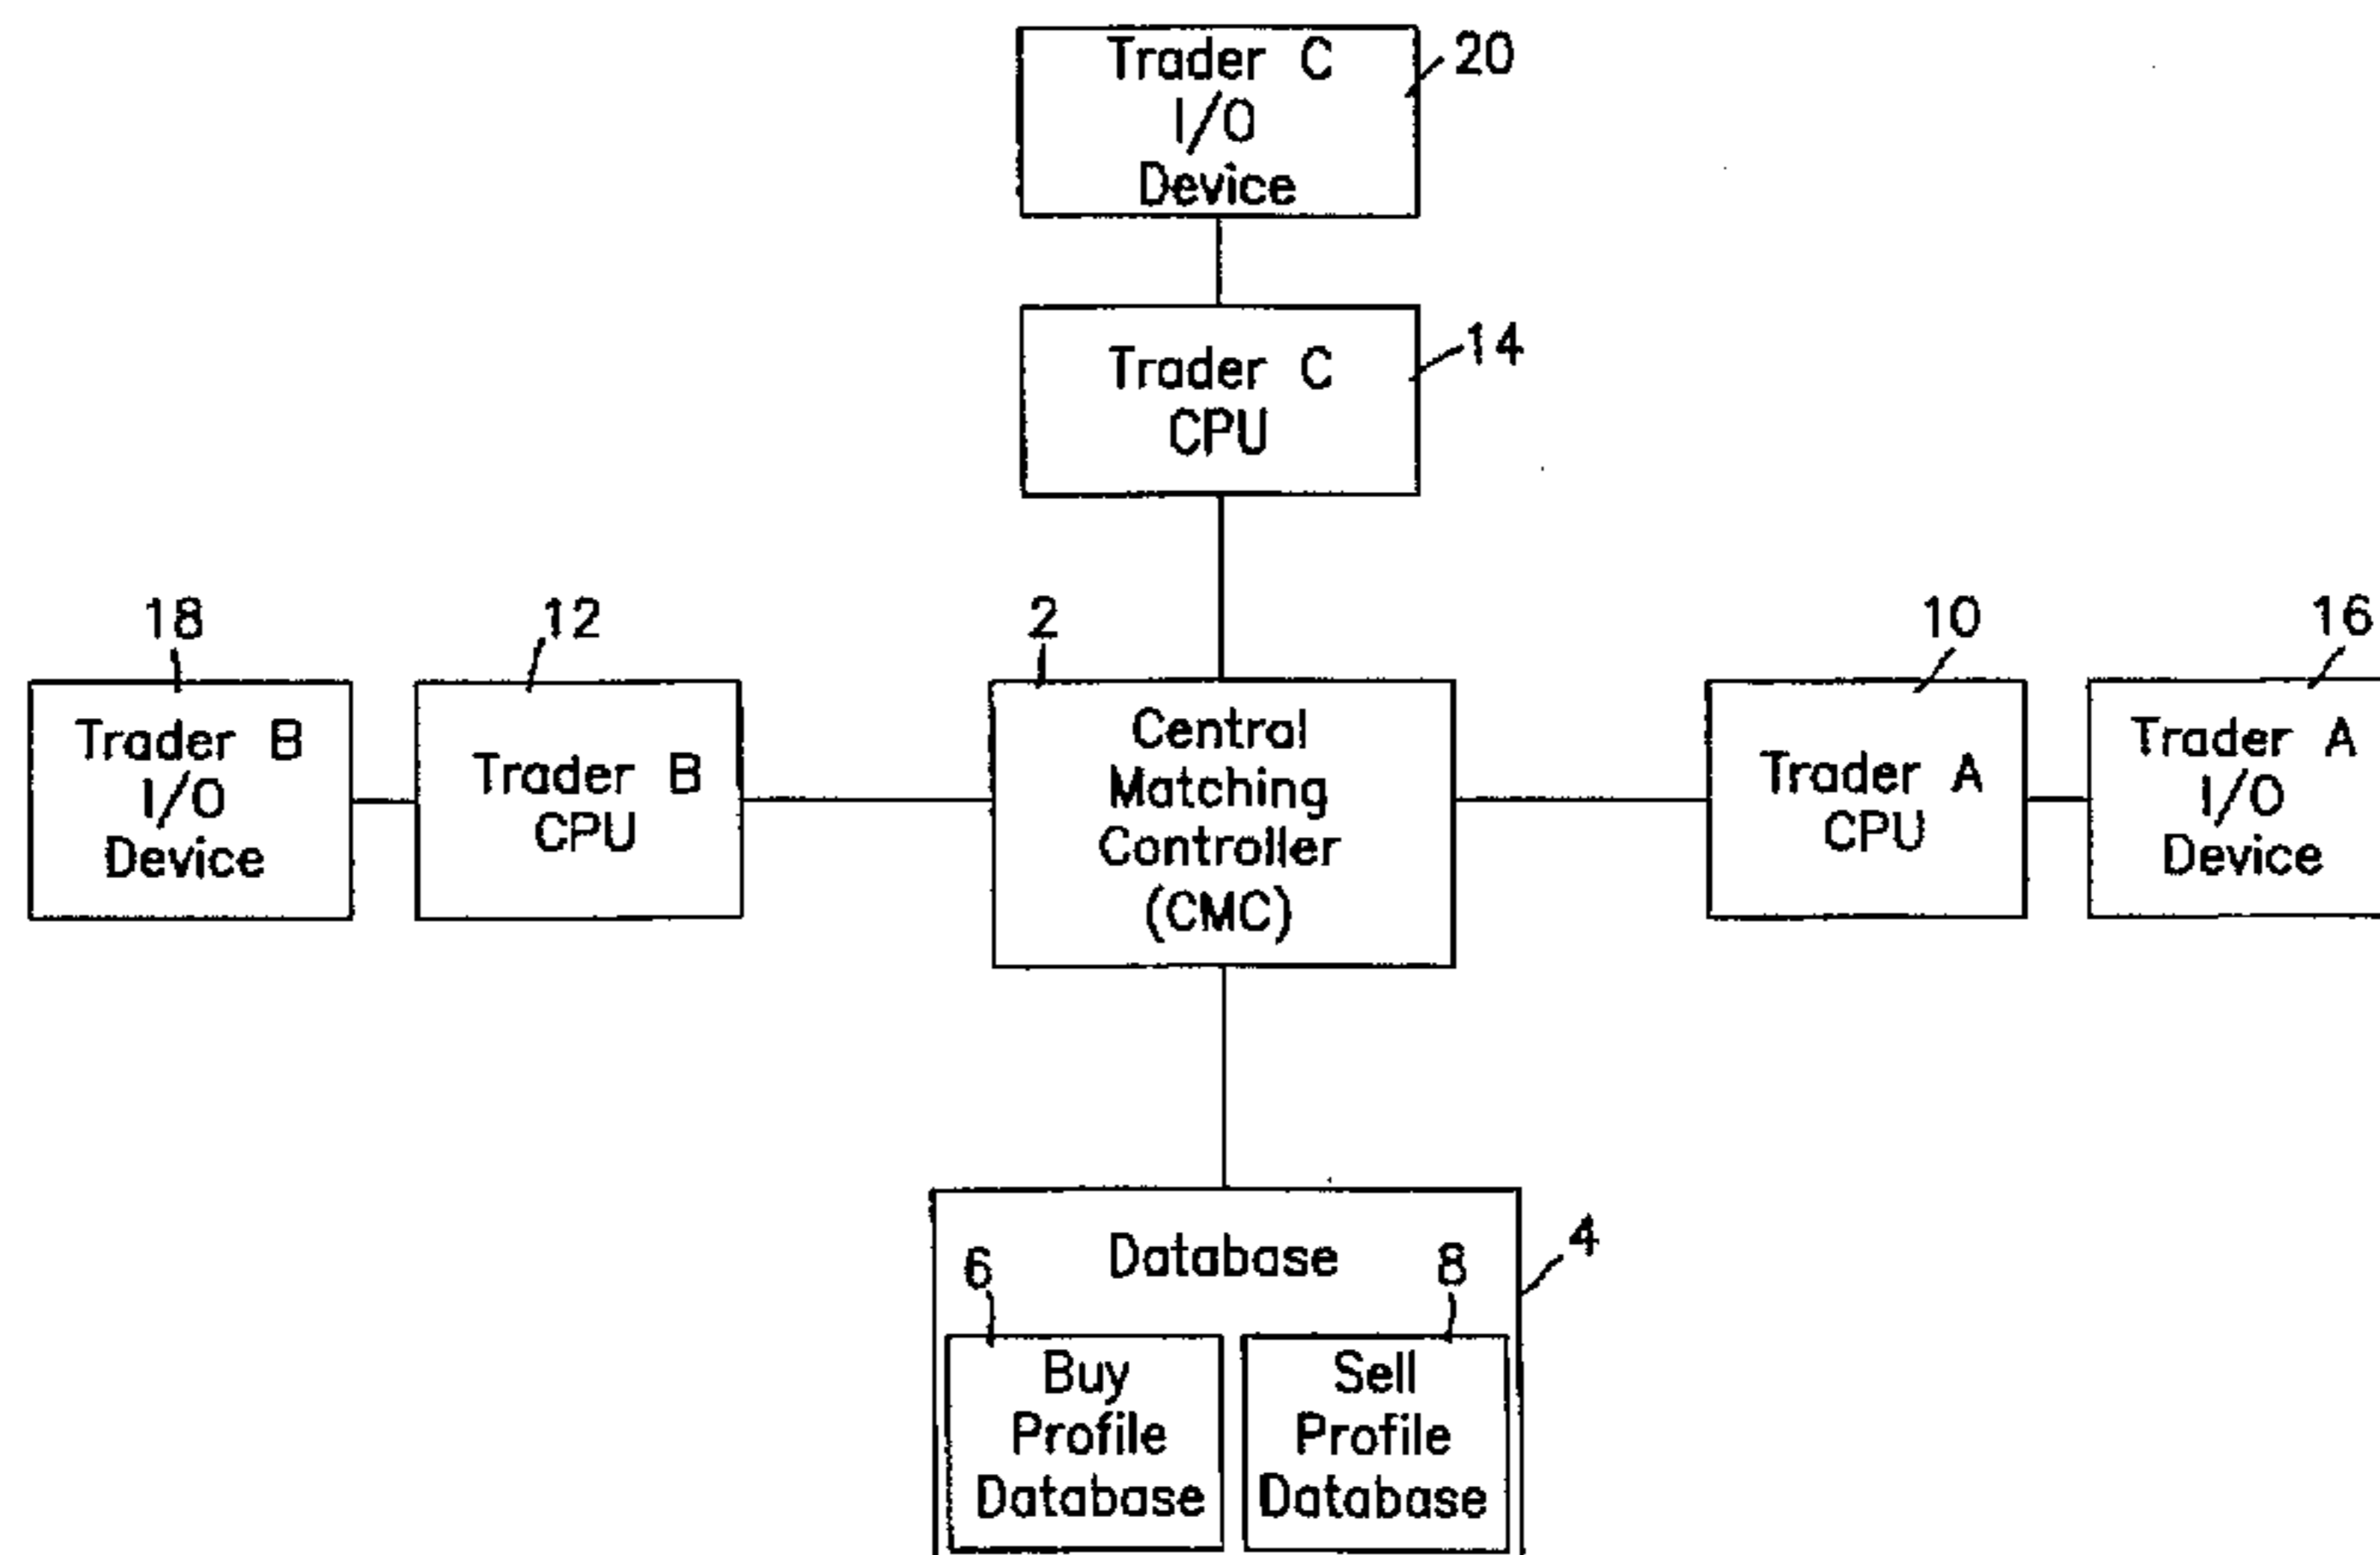 Trader C
I/O
Device
20
Trader C
CPU
14
18
Trader B
I/O
Device
12
Trader B
CPU
2
Central
Matching
Controller
(CMC)
10
Trader A
CPU
16
Trader A
I/O
Device
Database
4
6
Buy
Profile
Database
8
Sell
Profile
Database